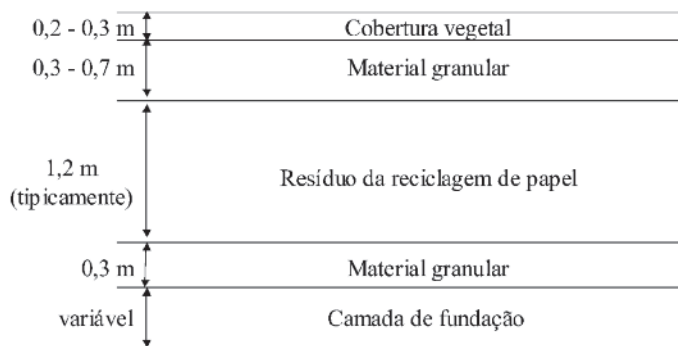 0,2 - 0,3 m Cobertura vegetal
0,3 - 0,7 m Material granular
1,2 m
(tipicamente) Resíduo da reciclagem de papel
0,3 m Material granular
variável Camada de fundação